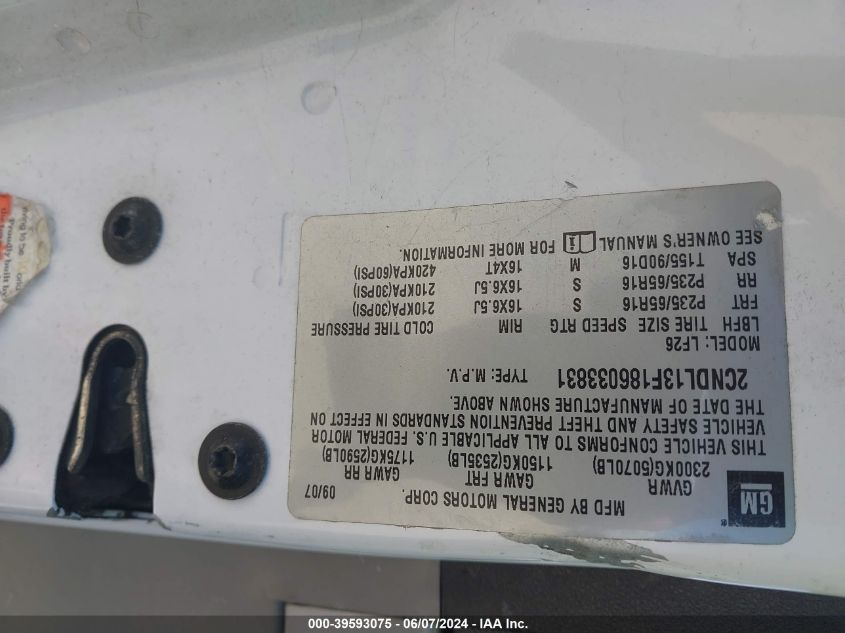 GM
MFD BY GENERAL MOTORS CORP. 09/07
GVWR GAWR FRT GAWR RR
2300KG(5070LB) 1150KG(2535LB) 1175KG(2590LB)
THIS VEHICLE CONFORMS TO ALL APPLICABLE U.S. FEDERAL MOTOR
VEHICLE SAFETY AND THEFT PREVENTION STANDARDS IN EFFECT ON
THE DATE OF MANUFACTURE SHOWN ABOVE.
2CNDL13F186033831 TYPE: M.P.V.
MODEL: LF26
LBFH TIRE SIZE SPEED RTG RIM COLD TIRE PRESSURE
FRT P235/65R16 S 16X6.5J 210KPA(30PSI)
RR P235/65R16 S 16X6.5J 210KPA(30PSI)
SPA T155/90D16 M 16X4T 420KPA(60PSI)
SEE OWNER'S MANUAL FOR MORE INFORMATION.
Proudly built by
000-39593075 - 06/07/2024 - IAA Inc.